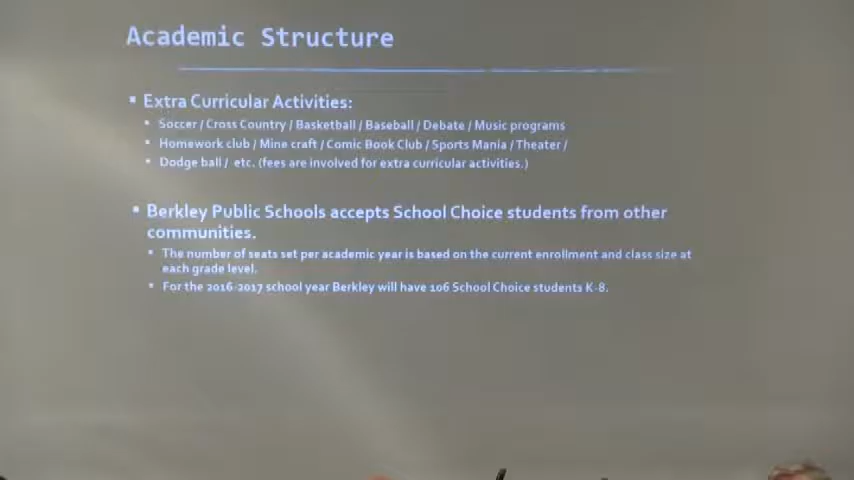 Academic Structure
Extra Curricular Activities:
Soccer / Cross Country / Basketball / Baseball / Debate / Music programs
Homework club / Mine craft / Comic Book Club / Sports Mania / Theater /
Dodge ball / etc. (fees are involved for extra curricular activities.)
Berkley Public Schools accepts School Choice students from other
communities.
The number of seats set per academic year is based on the current enrollment and class size at
each grade level.
For the 2016-2017 school year Berkley will have 106 School Choice students K-8.